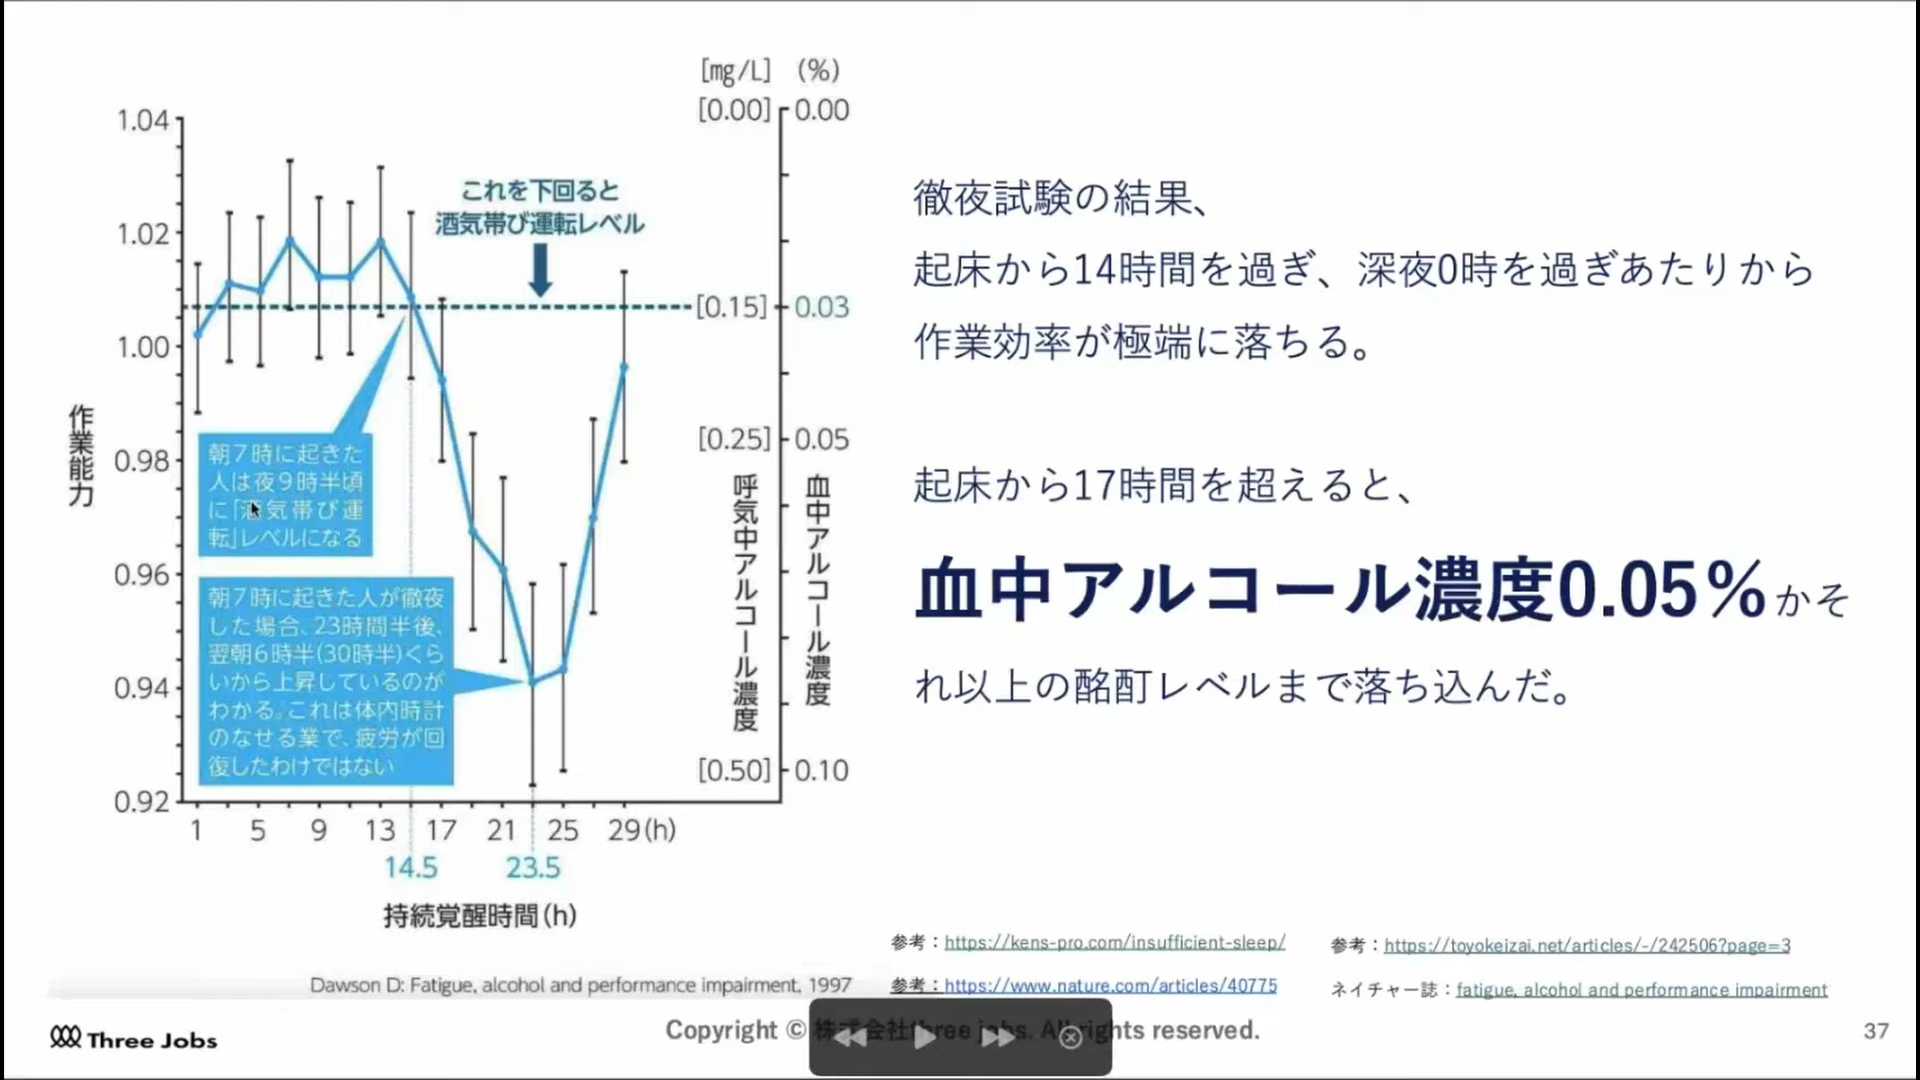 [mg/L] (%)
[0.00] 0.00
1.04
1.02
1.00
0.98
0.96
0.94
0.92
作業能力
これを下回ると
酒気帯び運転レベル
[0.15] 0.03
[0.25] 0.05
[0.50] 0.10
呼気中アルコール濃度
血中アルコール濃度
朝7時に起きた
人は夜9時半頃
に「酒気帯び運
転」レベルになる
朝7時に起きた人が徹夜
した場合、23時間半後、
翌朝6時半(30時半)くら
いから上昇しているのが
わかる。これは体内時計
のなせる業で、疲労が回
復したわけではない
1 5 9 13 17 21 25 29(h)
14.5 23.5
持続覚醒時間(h)
Dawson D: Fatigue, alcohol and performance impairment, 1997
徹夜試験の結果、
起床から14時間を過ぎ、深夜0時を過ぎあたりから
作業効率が極端に落ちる。
起床から17時間を超えると、
血中アルコール濃度0.05%かそ
れ以上の酩酊レベルまで落ち込んだ。
参考：https://kens-pro.com/insufficient-sleep/
参考：https://toyokeizai.net/articles/-/242506?page=3
参考：https://www.nature.com/articles/40775
ネイチャー誌：fatigue, alcohol and performance impairment
Three Jobs
Copyright © 株式会社three jobs. All rights reserved.
37